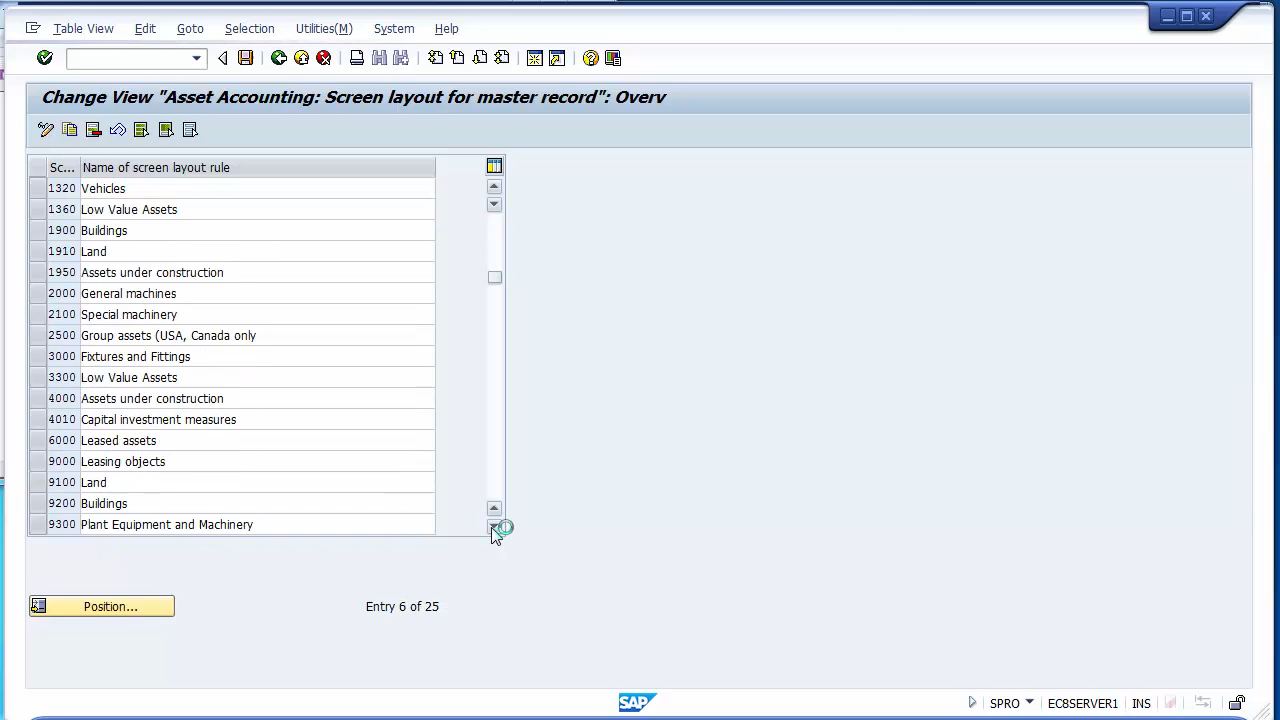 Table View Edit Goto Selection Utilities(M) System Help
Change View "Asset Accounting: Screen layout for master record": Overv
Sc... Name of screen layout rule
1320 Vehicles
1360 Low Value Assets
1900 Buildings
1910 Land
1950 Assets under construction
2000 General machines
2100 Special machinery
2500 Group assets (USA, Canada only
3000 Fixtures and Fittings
3300 Low Value Assets
4000 Assets under construction
4010 Capital investment measures
6000 Leased assets
9000 Leasing objects
9100 Land
9200 Buildings
9300 Plant Equipment and Machinery
Position... Entry 6 of 25
SAP SPRO EC8SERVER1 INS